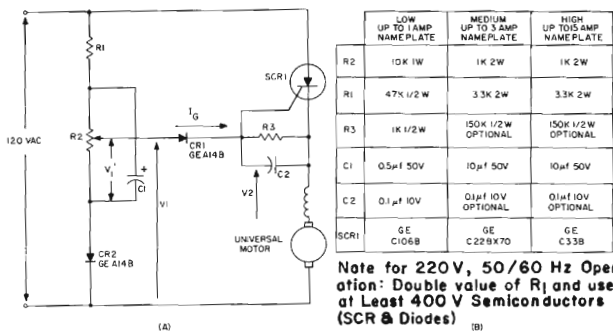 R1
SCR1
120 VAC
R2
I_G
R3
CR1
GE A14B
V1'
+
C1
V1
V2
C2
CR2
GE A14B
UNIVERSAL
MOTOR
(A)
LOW
UP TO 1 AMP
NAMEPLATE
MEDIUM
UP TO 3 AMP
NAMEPLATE
HIGH
UP TO 15 AMP
NAMEPLATE
R2 10K 1W 1K 2W 1K 2W
R1 47K 1/2 W 3.3K 2W 3.3K 2W
R3 1K 1/2 W 150K 1/2 W OPTIONAL 150K 1/2 W OPTIONAL
C1 0.5µf 50V 10µf 50V 10µf 50V
C2 0.1µf 10V 0.1µf 10V OPTIONAL 0.1µf 10V OPTIONAL
SCR1 GE C106B GE C22BX70 GE C33B
Note for 220V, 50/60 Hz Oper-
ation: Double value of R1 and use
at Least 400 V Semiconductors
(SCR & Diodes)
(B)